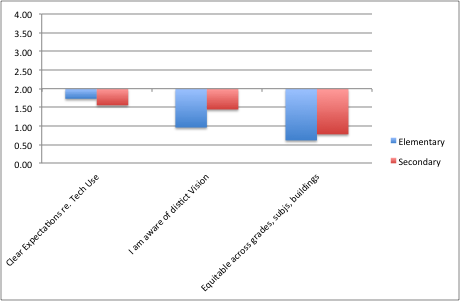 4.00
3.50
3.00
2.50
2.00
1.50
1.00
0.50
0.00
Clear Expectations re. Tech Use
I am aware of distict Vision
Equitable across grades, subjs, buildings
Elementary
Secondary